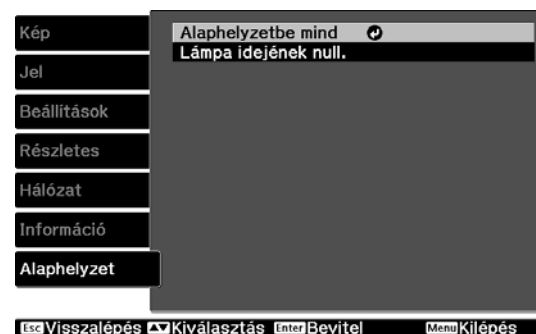 Kép
Jel
Beállítások
Részletes
Hálózat
Információ
Alaphelyzet
Alaphelyzetbe mind
Lámpa idejének null.
Esc Visszalépés Kiválasztás Enter Bevitel Menu Kilépés